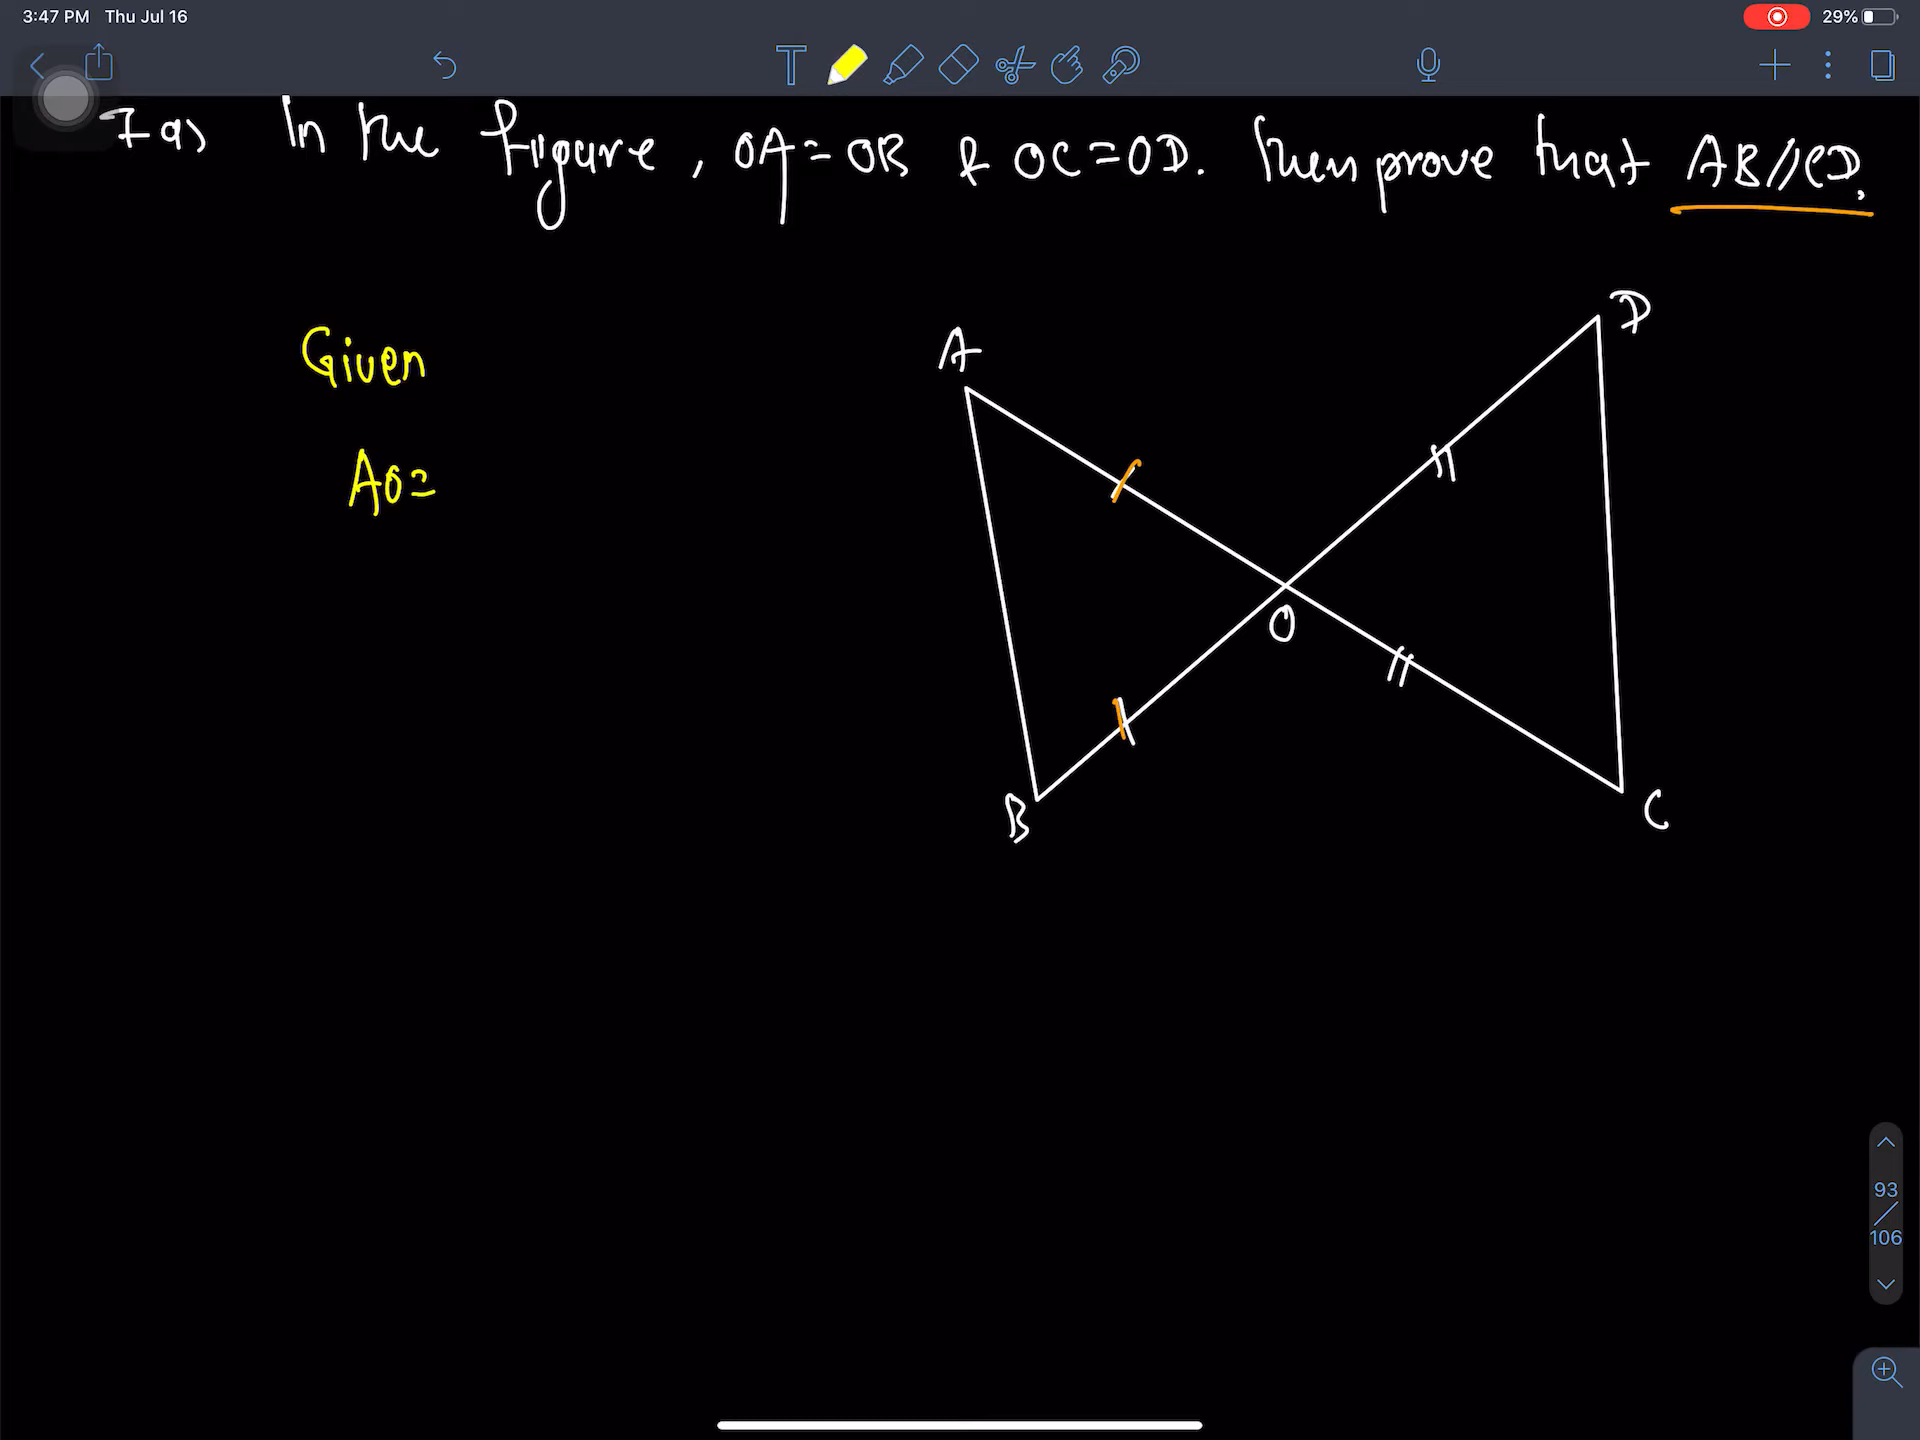 3:47 PM Thu Jul 16
29%
7 a) In the figure, OA = OB & OC = OD. Then prove that AB//CD.
Given
AO =
A
D
O
B
C
93
106